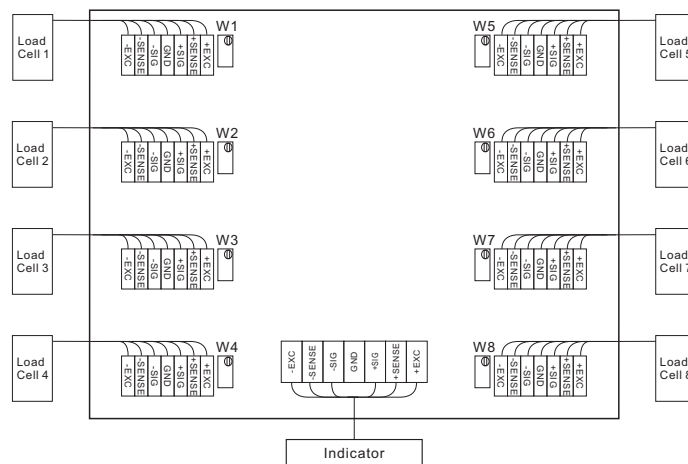 Load
Cell 1
-EXC
-SENSE
-SIG
GND
+SIG
+SENSE
+EXC
W1
W5
-EXC
-SENSE
-SIG
GND
+SIG
+SENSE
+EXC
Load
Cell 5
Load
Cell 2
-EXC
-SENSE
-SIG
GND
+SIG
+SENSE
+EXC
W2
W6
-EXC
-SENSE
-SIG
GND
+SIG
+SENSE
+EXC
Load
Cell 6
Load
Cell 3
-EXC
-SENSE
-SIG
GND
+SIG
+SENSE
+EXC
W3
W7
-EXC
-SENSE
-SIG
GND
+SIG
+SENSE
+EXC
Load
Cell 7
Load
Cell 4
-EXC
-SENSE
-SIG
GND
+SIG
+SENSE
+EXC
W4
-EXC
-SENSE
-SIG
GND
+SIG
+SENSE
+EXC
W8
-EXC
-SENSE
-SIG
GND
+SIG
+SENSE
+EXC
Load
Cell 8
Indicator